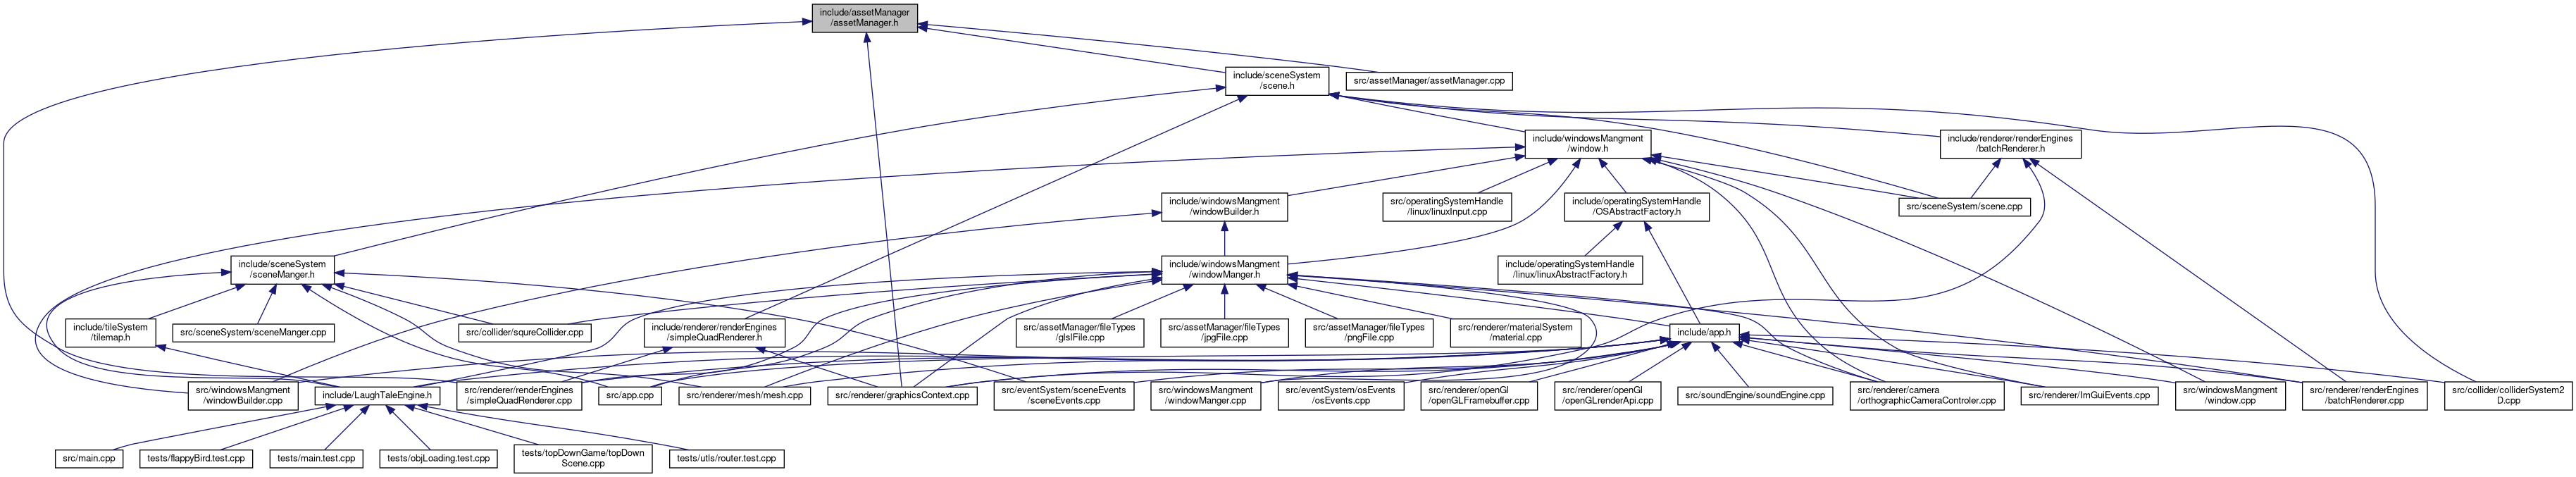 include/assetManager
/assetManager.h
include/sceneSystem
/scene.h
src/assetManager/assetManager.cpp
include/windowsMangment
/window.h
include/renderer/renderEngines
/batchRenderer.h
include/windowsMangment
/windowBuilder.h
src/operatingSystemHandle
/linux/linuxInput.cpp
include/operatingSystemHandle
/OSAbstractFactory.h
src/sceneSystem/scene.cpp
include/sceneSystem
/sceneManger.h
include/windowsMangment
/windowManger.h
include/operatingSystemHandle
/linux/linuxAbstractFactory.h
include/tileSystem
/tilemap.h
src/sceneSystem/sceneManger.cpp
src/collider/squreCollider.cpp
include/renderer/renderEngines
/simpleQuadRenderer.h
src/assetManager/fileTypes
/glslFile.cpp
src/assetManager/fileTypes
/jpgFile.cpp
src/assetManager/fileTypes
/pngFile.cpp
src/renderer/materialSystem
/material.cpp
include/app.h
src/windowsMangment
/windowBuilder.cpp
include/LaughTaleEngine.h
src/renderer/renderEngines
/simpleQuadRenderer.cpp
src/app.cpp
src/renderer/mesh/mesh.cpp
src/renderer/graphicsContext.cpp
src/eventSystem/sceneEvents
/sceneEvents.cpp
src/windowsMangment
/windowManger.cpp
src/eventSystem/osEvents
/osEvents.cpp
src/renderer/openGl
/openGLFramebuffer.cpp
src/renderer/openGl
/openGLrenderApi.cpp
src/soundEngine/soundEngine.cpp
src/renderer/camera
/orthographicCameraControler.cpp
src/renderer/ImGuiEvents.cpp
src/windowsMangment
/window.cpp
src/renderer/renderEngines
/batchRenderer.cpp
src/collider/colliderSystem2
D.cpp
src/main.cpp
tests/flappyBird.test.cpp
tests/main.test.cpp
tests/objLoading.test.cpp
tests/topDownGame/topDown
Scene.cpp
tests/utls/router.test.cpp